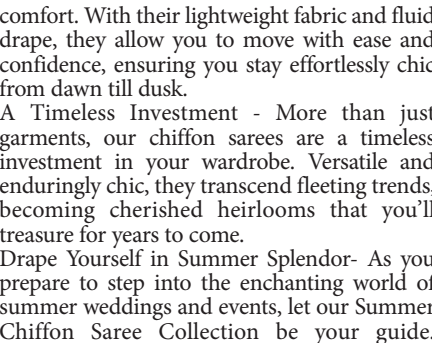 comfort. With their lightweight fabric and fluid
drape, they allow you to move with ease and
confidence, ensuring you stay effortlessly chic
from dawn till dusk.
A Timeless Investment - More than just
garments, our chiffon sarees are a timeless
investment in your wardrobe. Versatile and
enduringly chic, they transcend fleeting trends,
becoming cherished heirlooms that you'll
treasure for years to come.
Drape Yourself in Summer Splendor- As you
prepare to step into the enchanting world of
summer weddings and events, let our Summer
Chiffon Saree Collection be your guide.